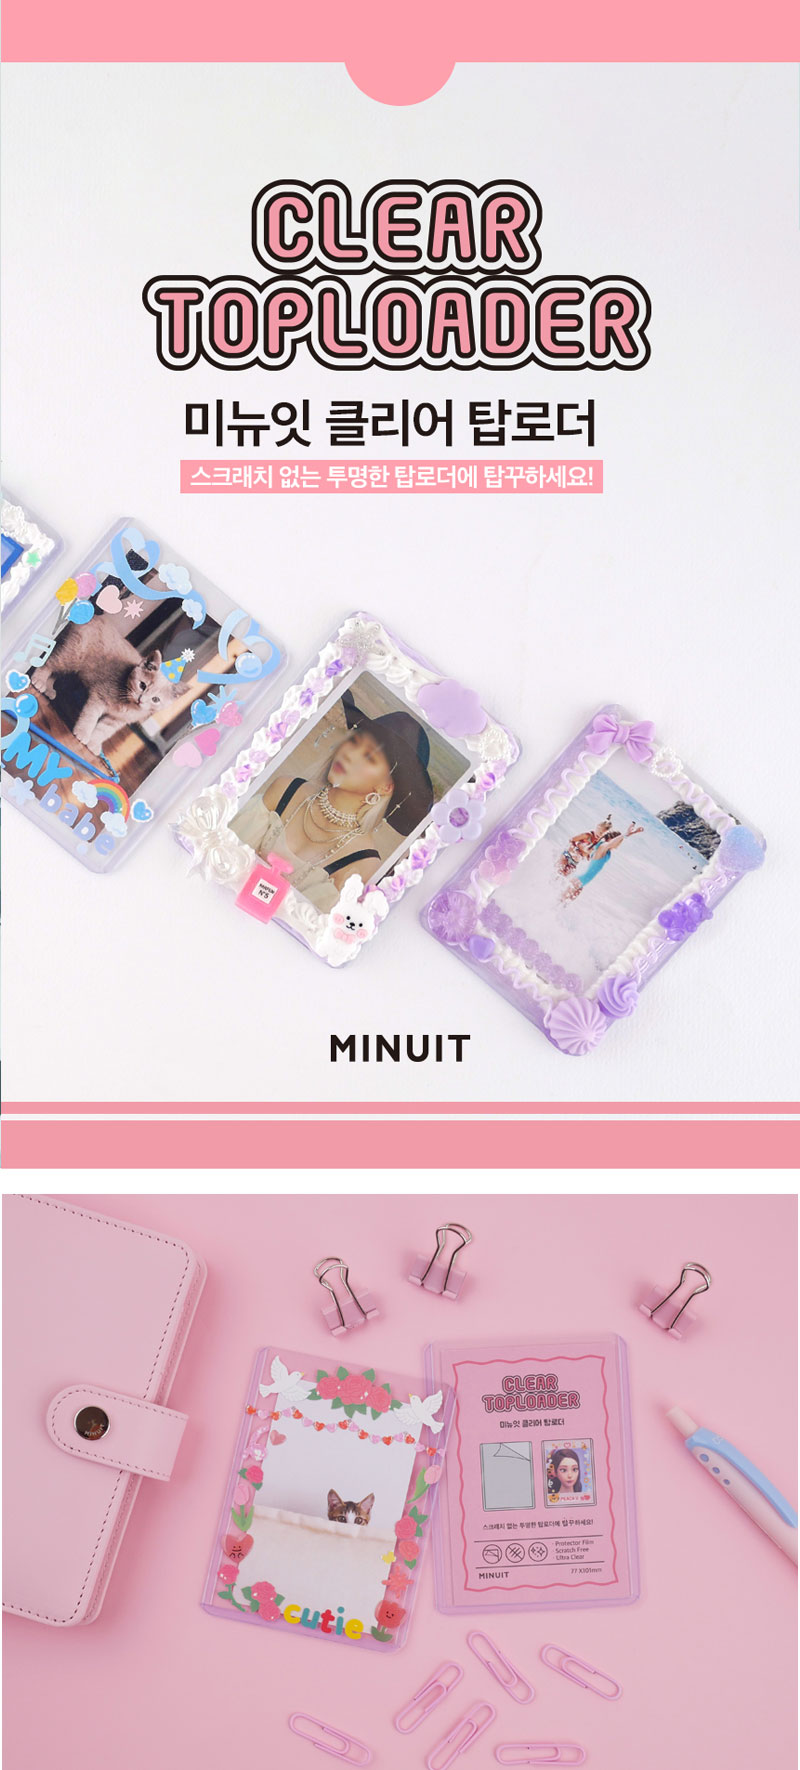 CLEAR
TOPLOADER
미뉴잇 클리어 탑로더
스크래치 없는 투명한 탑로더에 탑꾸하세요!
MY
babe
PARFUM
N°5
MINUIT
MINUIT
CLEAR
TOPLOADER
미뉴잇 클리어 탑로더
스크래치 없는 투명한 탑로더에 탑꾸하세요!
· Protector Film
· Scratch Free
· Ultra Clear
MINUIT
77 X101mm
cutie